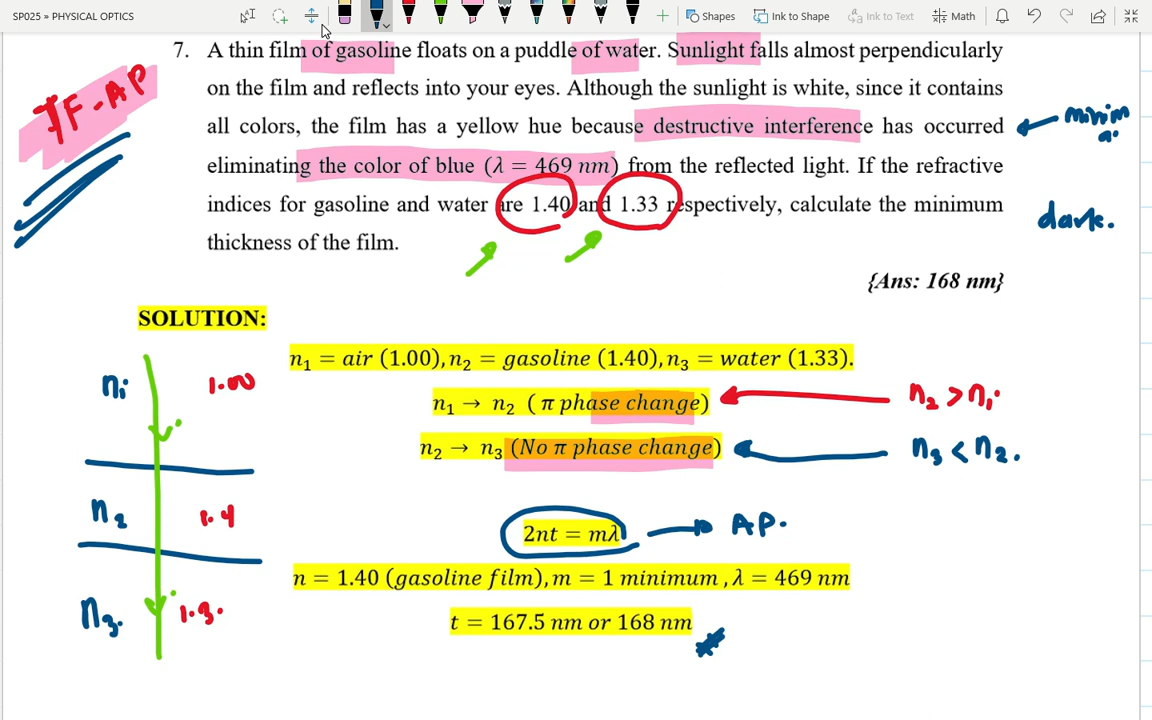 SP025 » PHYSICAL OPTICS
Shapes Ink to Shape Ink to Text Math
7. A thin film of gasoline floats on a puddle of water. Sunlight falls almost perpendicularly
on the film and reflects into your eyes. Although the sunlight is white, since it contains
all colors, the film has a yellow hue because destructive interference has occurred
eliminating the color of blue (λ = 469 nm) from the reflected light. If the refractive
indices for gasoline and water are 1.40 and 1.33 respectively, calculate the minimum
thickness of the film.
{Ans: 168 nm}
TF-AP
minima
dark.
SOLUTION:
n₁ = air (1.00), n₂ = gasoline (1.40), n₃ = water (1.33).
n₁ → n₂ ( π phase change)
n₂ > n₁.
n₂ → n₃ (No π phase change)
n₃ < n₂.
2nt = mλ
AP.
n = 1.40 (gasoline film), m = 1 minimum , λ = 469 nm
t = 167.5 nm or 168 nm
n₁ 1.00
n₂ 1.4
n₃. 1.3.